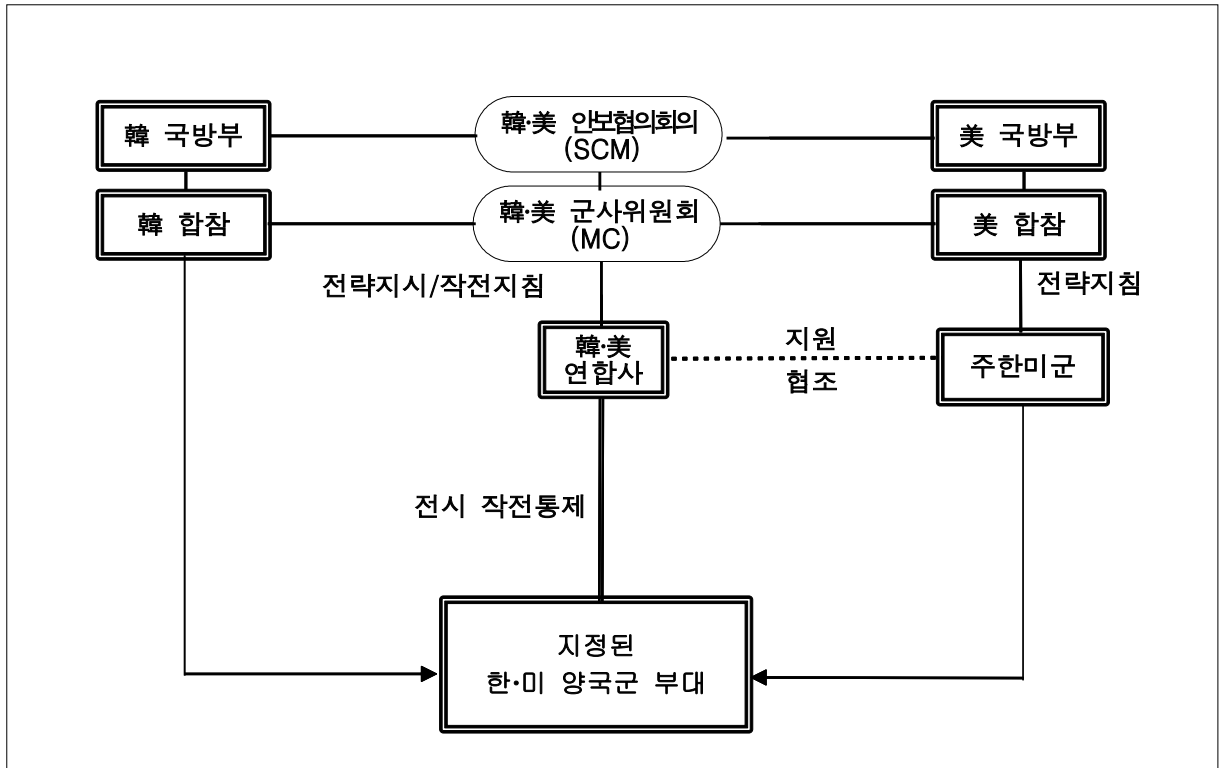 韓 국방부
韓·美 안보협의회의
(SCM)
美 국방부
韓 합참
韓·美 군사위원회
(MC)
美 합참
전략지시/작전지침
전략지침
韓·美
연합사
지원
협조
주한미군
전시 작전통제
지정된
한·미 양국군 부대